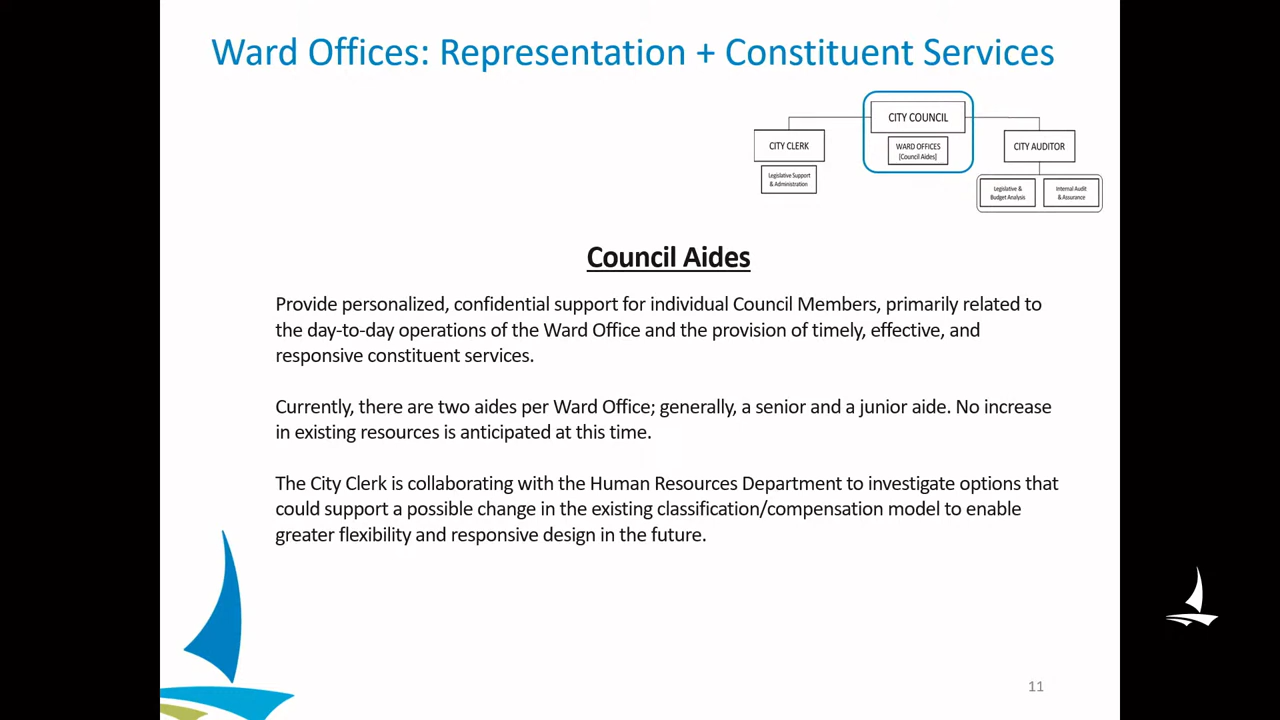 Ward Offices: Representation + Constituent Services
CITY COUNCIL
WARD OFFICES
[Council Aides]
CITY CLERK
Legislative Support
& Administration
CITY AUDITOR
Legislative &
Budget Analysis
Internal Audit
& Assurance
Council Aides
Provide personalized, confidential support for individual Council Members, primarily related to
the day-to-day operations of the Ward Office and the provision of timely, effective, and
responsive constituent services.
Currently, there are two aides per Ward Office; generally, a senior and a junior aide. No increase
in existing resources is anticipated at this time.
The City Clerk is collaborating with the Human Resources Department to investigate options that
could support a possible change in the existing classification/compensation model to enable
greater flexibility and responsive design in the future.
11